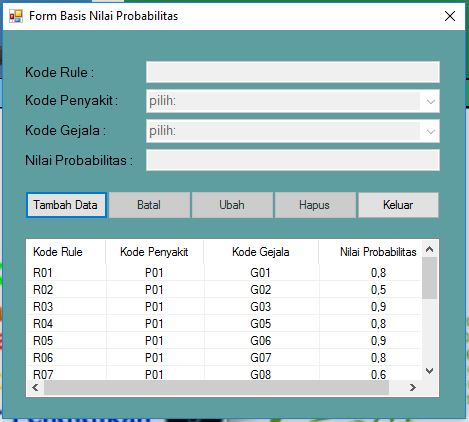 Form Basis Nilai Probabilitas
Kode Rule :
Kode Penyakit : pilih:
Kode Gejala : pilih:
Nilai Probabilitas :
Tambah Data Batal Ubah Hapus Keluar
Kode Rule Kode Penyakit Kode Gejala Nilai Probabilitas
R01 P01 G01 0,8
R02 P01 G02 0,5
R03 P01 G03 0,9
R04 P01 G05 0,8
R05 P01 G06 0,9
R06 P01 G07 0,8
R07 P01 G08 0,6